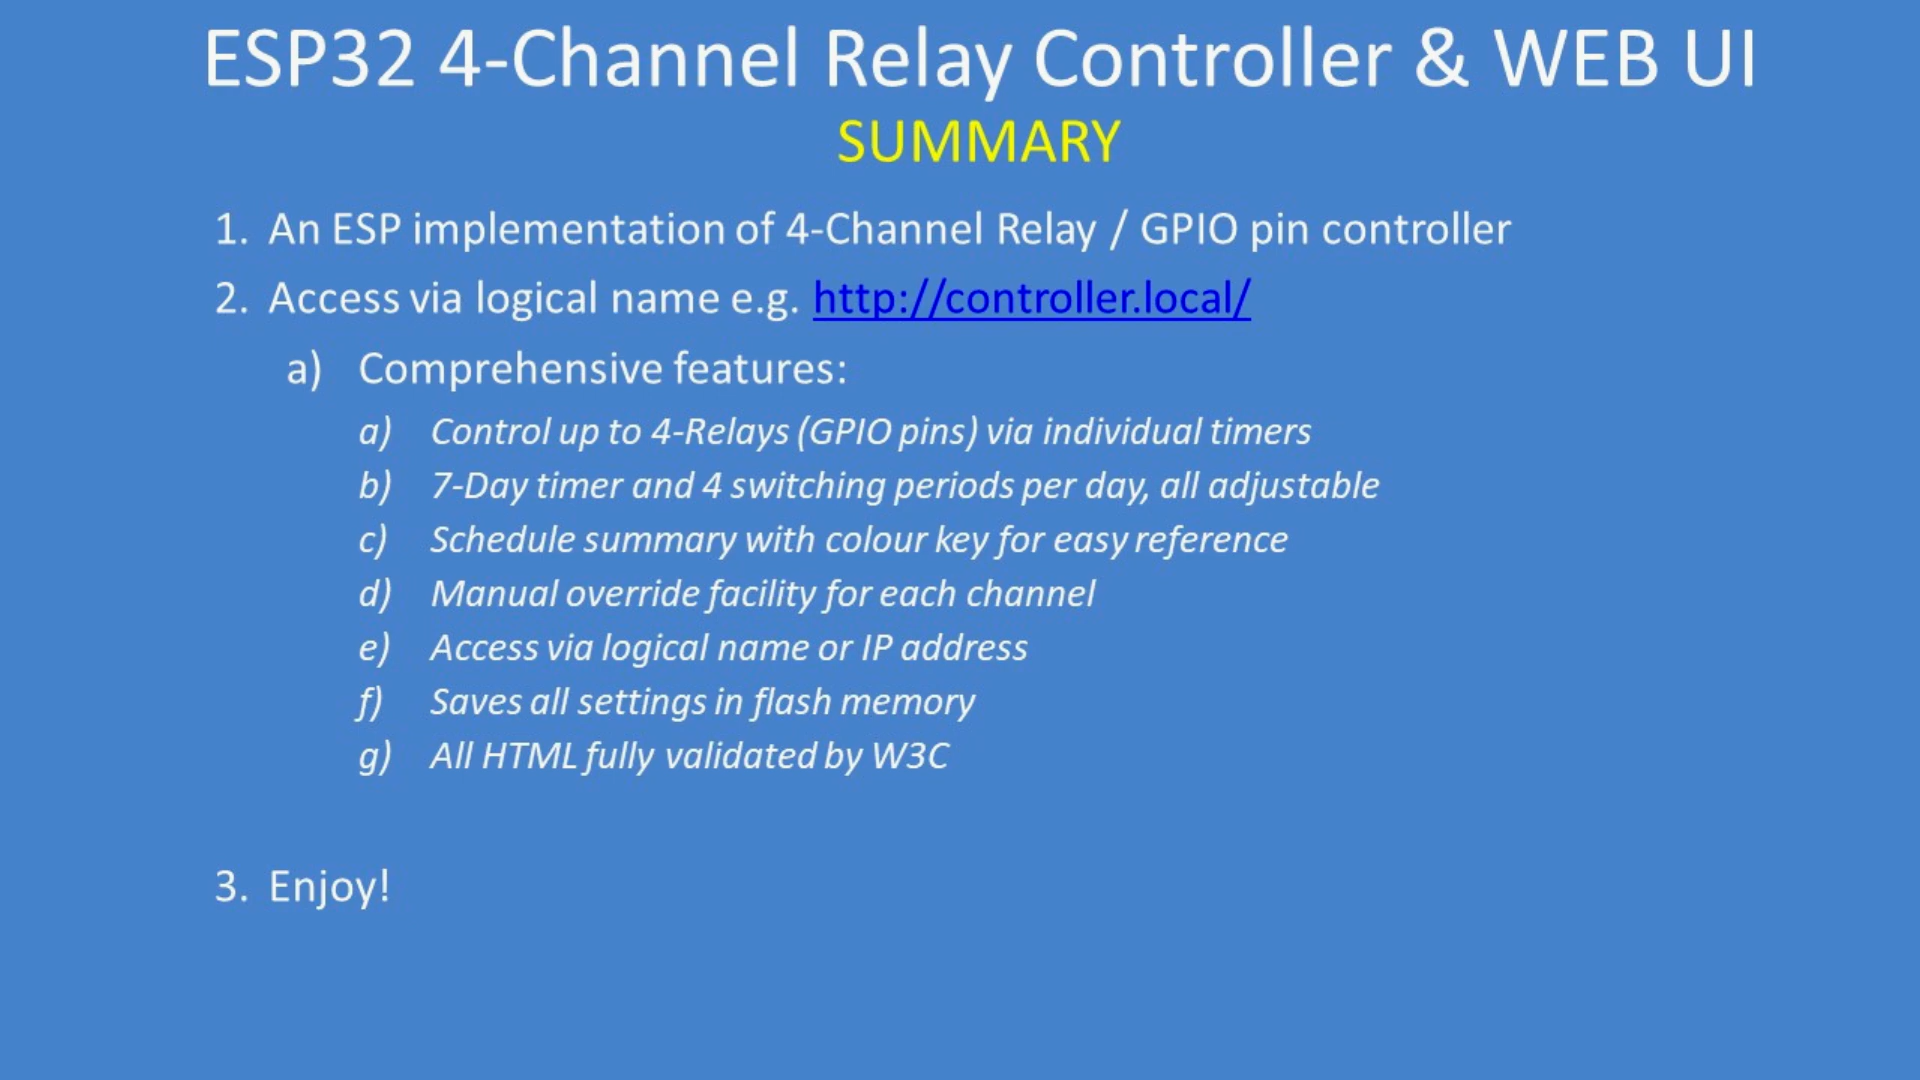 ESP32 4-Channel Relay Controller & WEB UI
SUMMARY
1. An ESP implementation of 4-Channel Relay / GPIO pin controller
2. Access via logical name e.g. http://controller.local/
a) Comprehensive features:
a) Control up to 4-Relays (GPIO pins) via individual timers
b) 7-Day timer and 4 switching periods per day, all adjustable
c) Schedule summary with colour key for easy reference
d) Manual override facility for each channel
e) Access via logical name or IP address
f) Saves all settings in flash memory
g) All HTML fully validated by W3C
3. Enjoy!